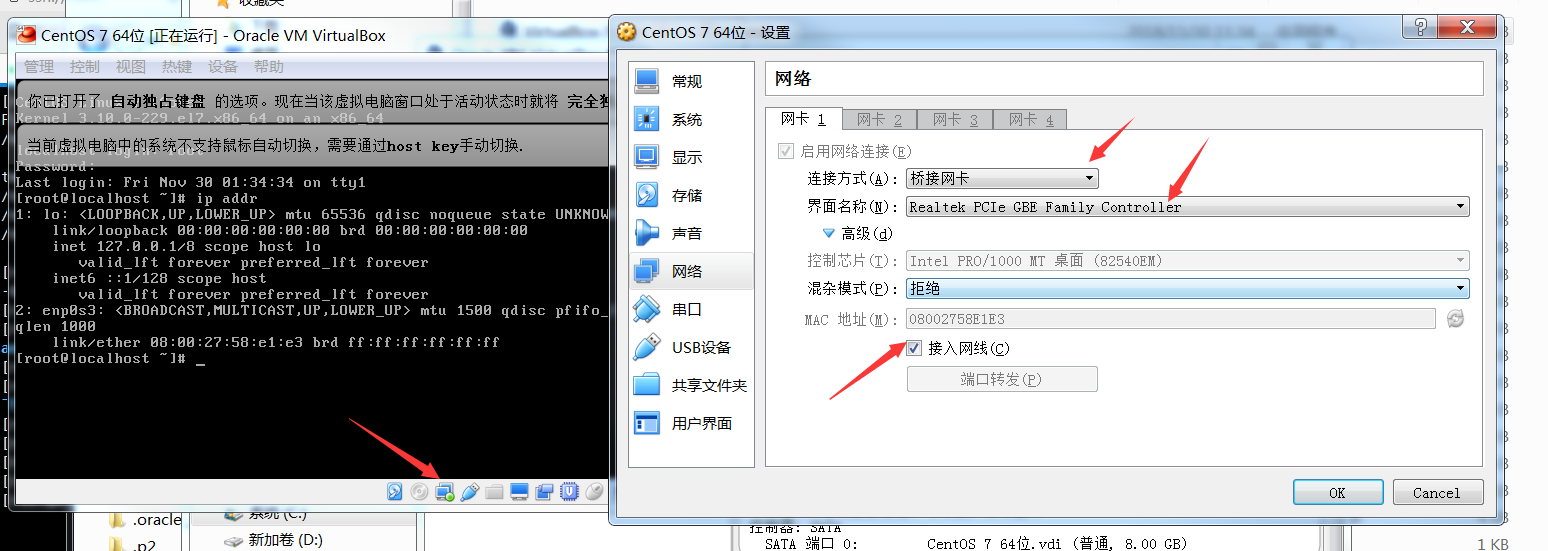 收藏夹
CentOS 7 64位 [正在运行] - Oracle VM VirtualBox
管理 控制 视图 热键 设备 帮助
你已打开了 自动独占键盘 的选项。现在当该虚拟电脑窗口处于活动状态时就将 完全独
Kernel 3.10.0-229.el7.x86_64 on an x86_64
当前虚拟电脑中的系统不支持鼠标自动切换，需要通过host key手动切换.
Password:
Last login: Fri Nov 30 01:34:34 on tty1
[root@localhost ~]# ip addr
1: lo: <LOOPBACK,UP,LOWER_UP> mtu 65536 qdisc noqueue state UNKNOW
link/loopback 00:00:00:00:00:00 brd 00:00:00:00:00:00
inet 127.0.0.1/8 scope host lo
valid_lft forever preferred_lft forever
inet6 ::1/128 scope host
valid_lft forever preferred_lft forever
2: enp0s3: <BROADCAST,MULTICAST,UP,LOWER_UP> mtu 1500 qdisc pfifo_
qlen 1000
link/ether 08:00:27:58:e1:e3 brd ff:ff:ff:ff:ff:ff
[root@localhost ~]# _
.oracle
.p2
系统 (C:)
新加卷 (D:)
CentOS 7 64位 - 设置
常规
系统
显示
存储
声音
网络
串口
USB设备
共享文件夹
用户界面
网络
网卡 1 网卡 2 网卡 3 网卡 4
启用网络连接(E)
连接方式(A): 桥接网卡
界面名称(N): Realtek PCIe GBE Family Controller
高级(d)
控制芯片(T): Intel PRO/1000 MT 桌面 (82540EM)
混杂模式(P): 拒绝
MAC 地址(M): 08002758E1E3
接入网线(C)
端口转发(P)
OK Cancel
控制器: SATA
SATA 端口 0: CentOS 7 64位.vdi (普通, 8.00 GB)
1 KB